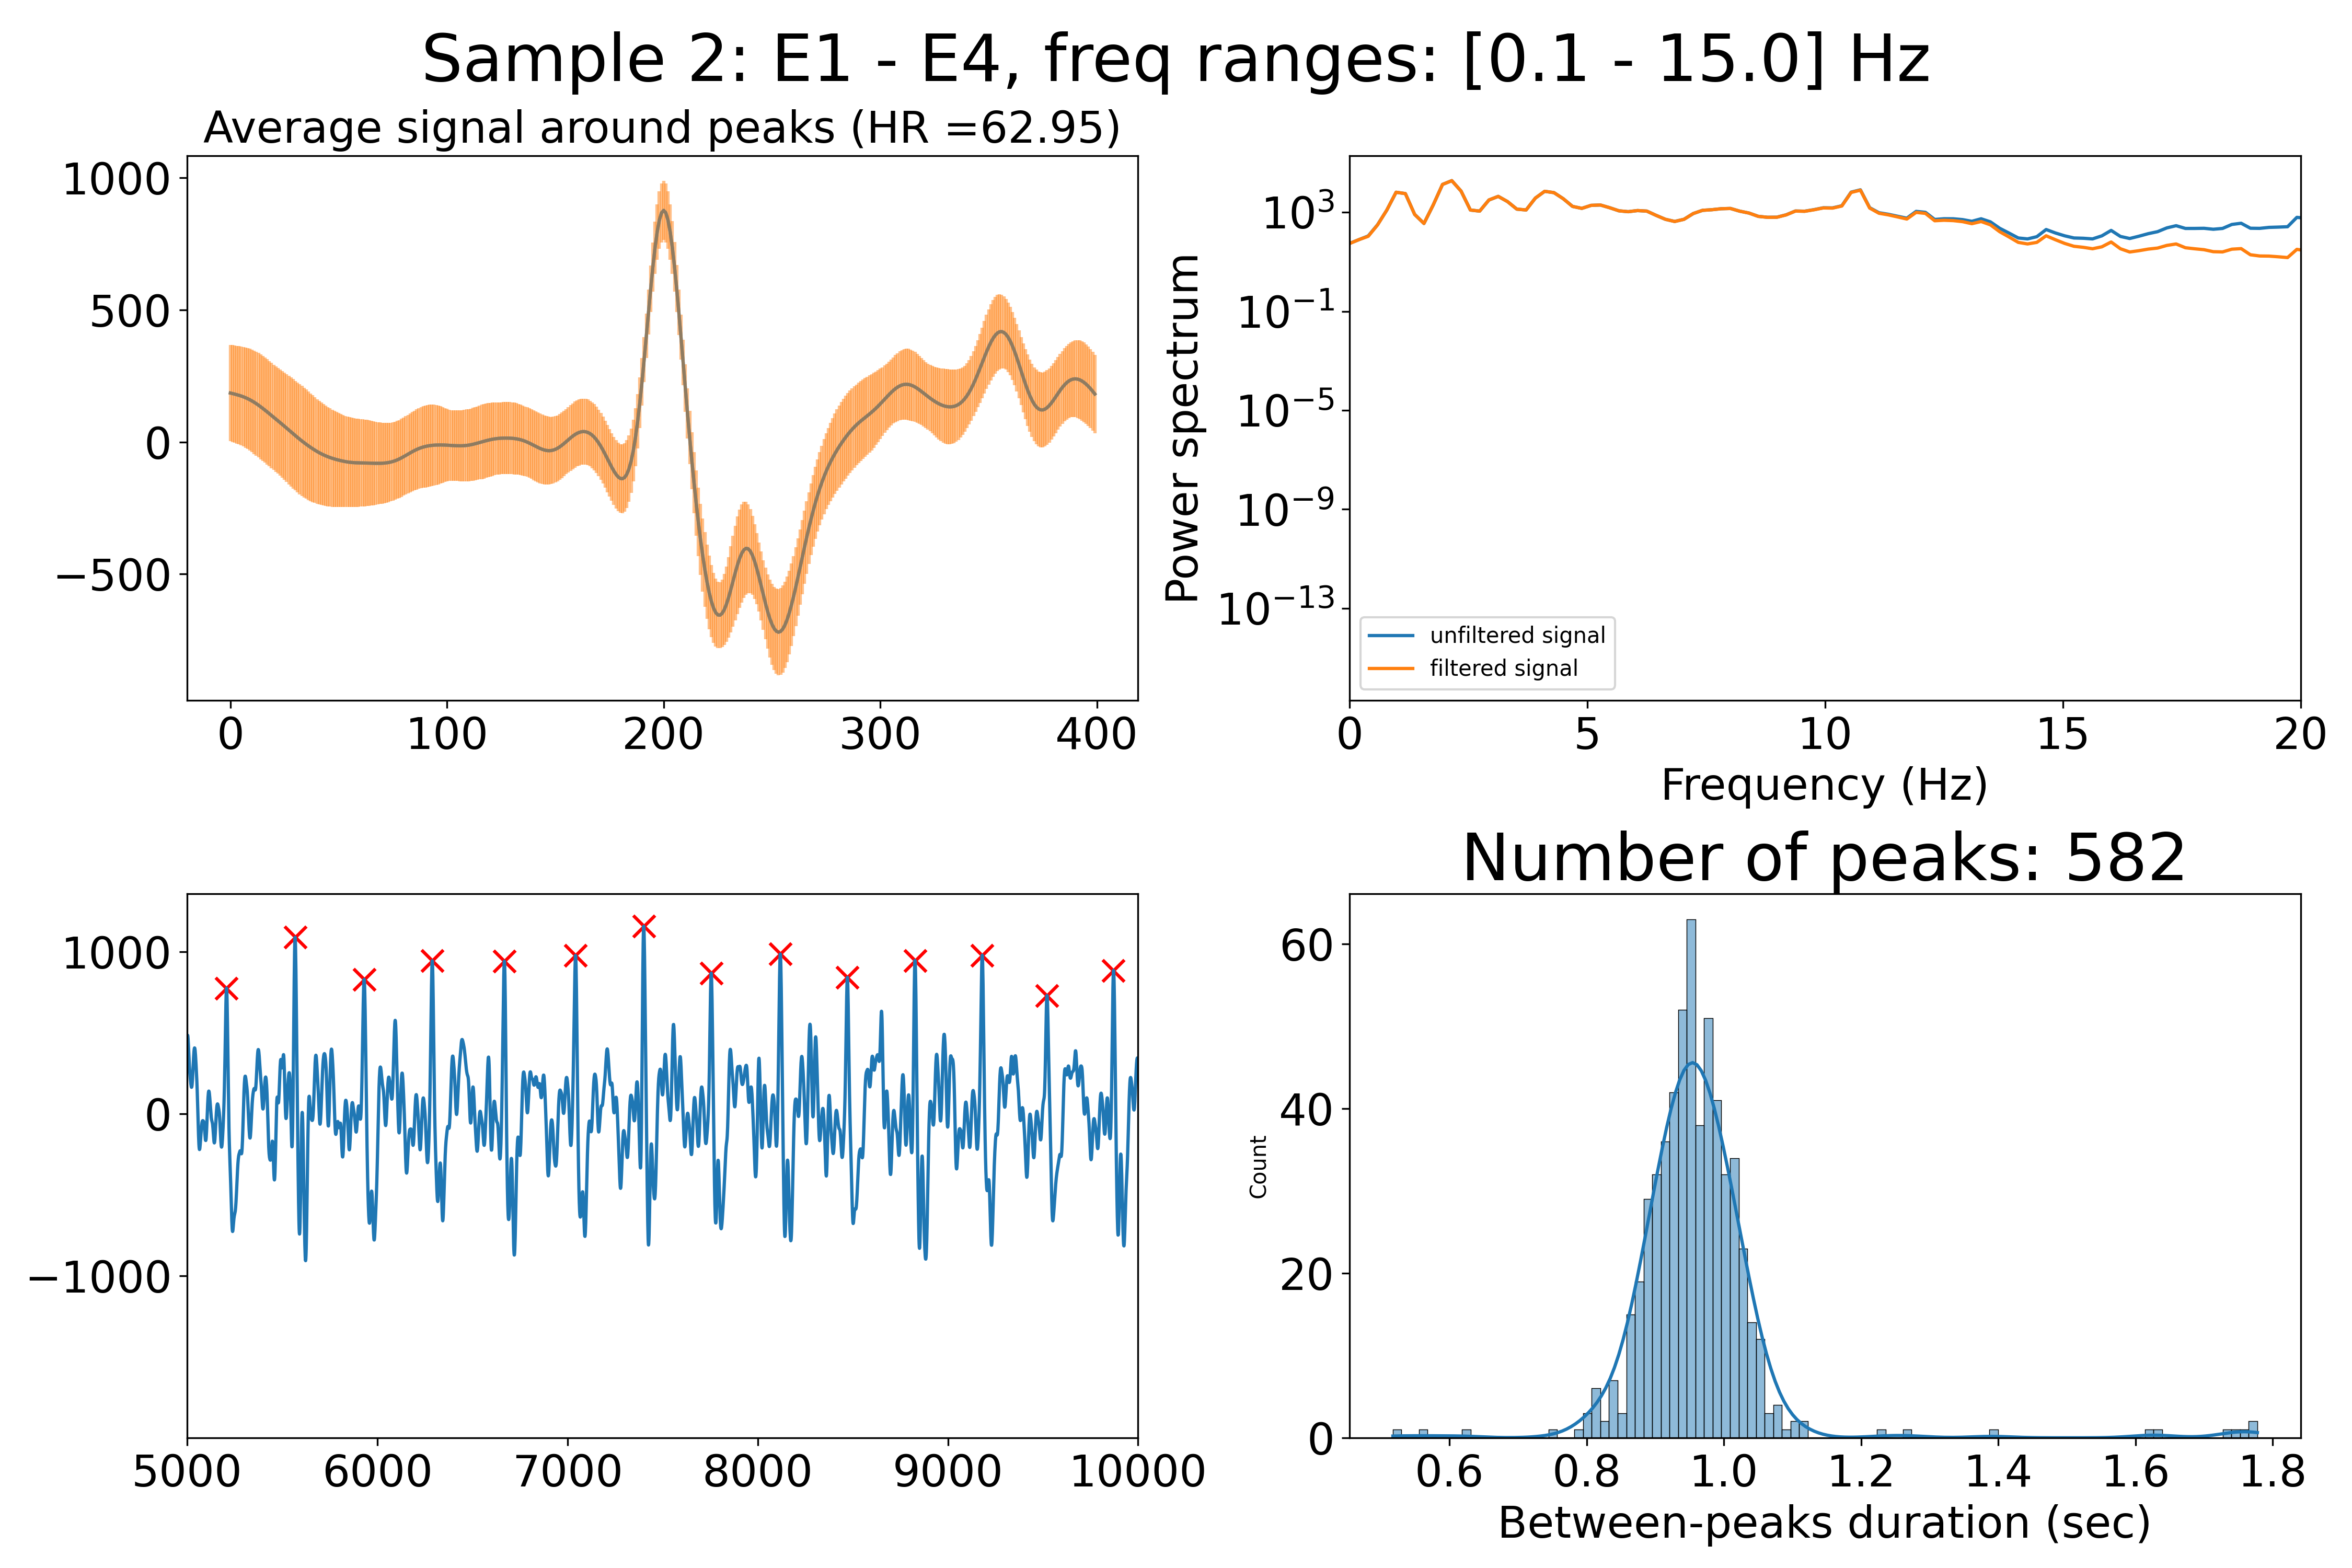 Sample 2: E1 - E4, freq ranges: [0.1 - 15.0] Hz
Average signal around peaks (HR =62.95)
1000
500
0
−500
0 100 200 300 400
Power spectrum
10³
10⁻¹
10⁻⁵
10⁻⁹
10⁻¹³
unfiltered signal
filtered signal
0 5 10 15 20
Frequency (Hz)
1000
0
−1000
5000 6000 7000 8000 9000 10000
Number of peaks: 582
Count
60
40
20
0
0.6 0.8 1.0 1.2 1.4 1.6 1.8
Between-peaks duration (sec)